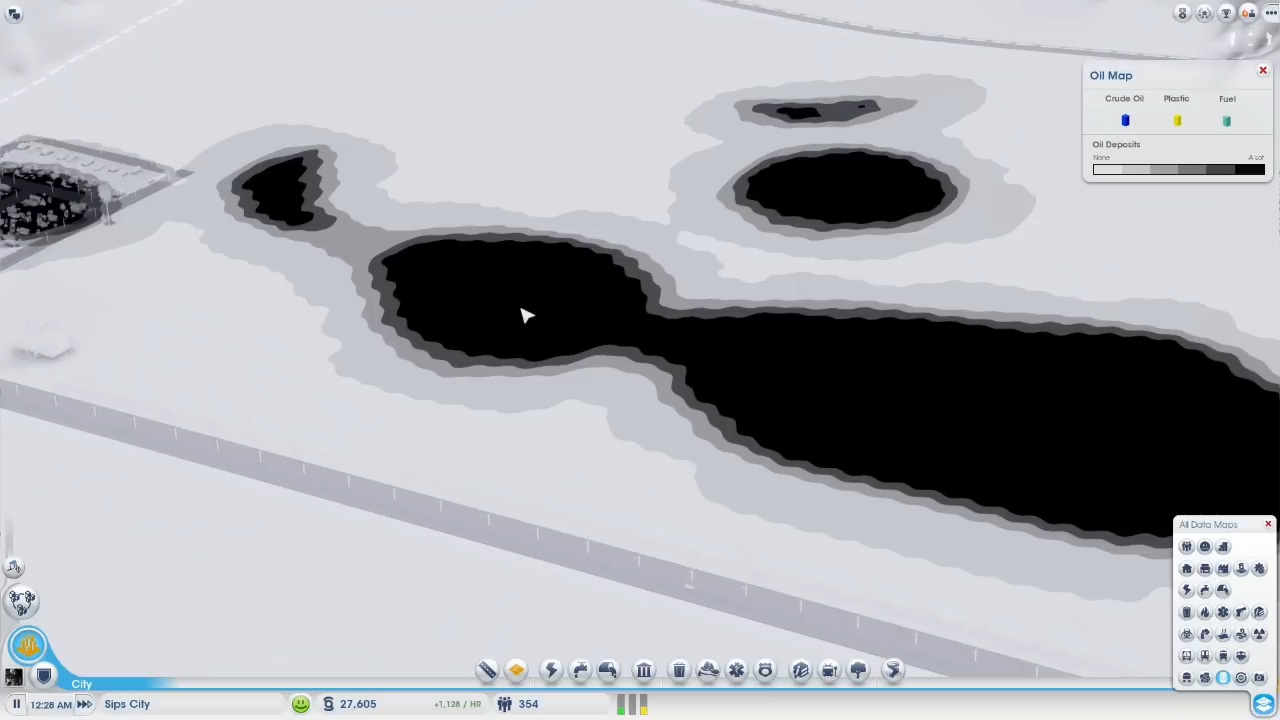 Oil Map
Crude Oil Plastic Fuel
Oil Deposits
None A Lot
All Data Maps
City
12:28 AM Sips City 27,605 +1,128 / HR 354